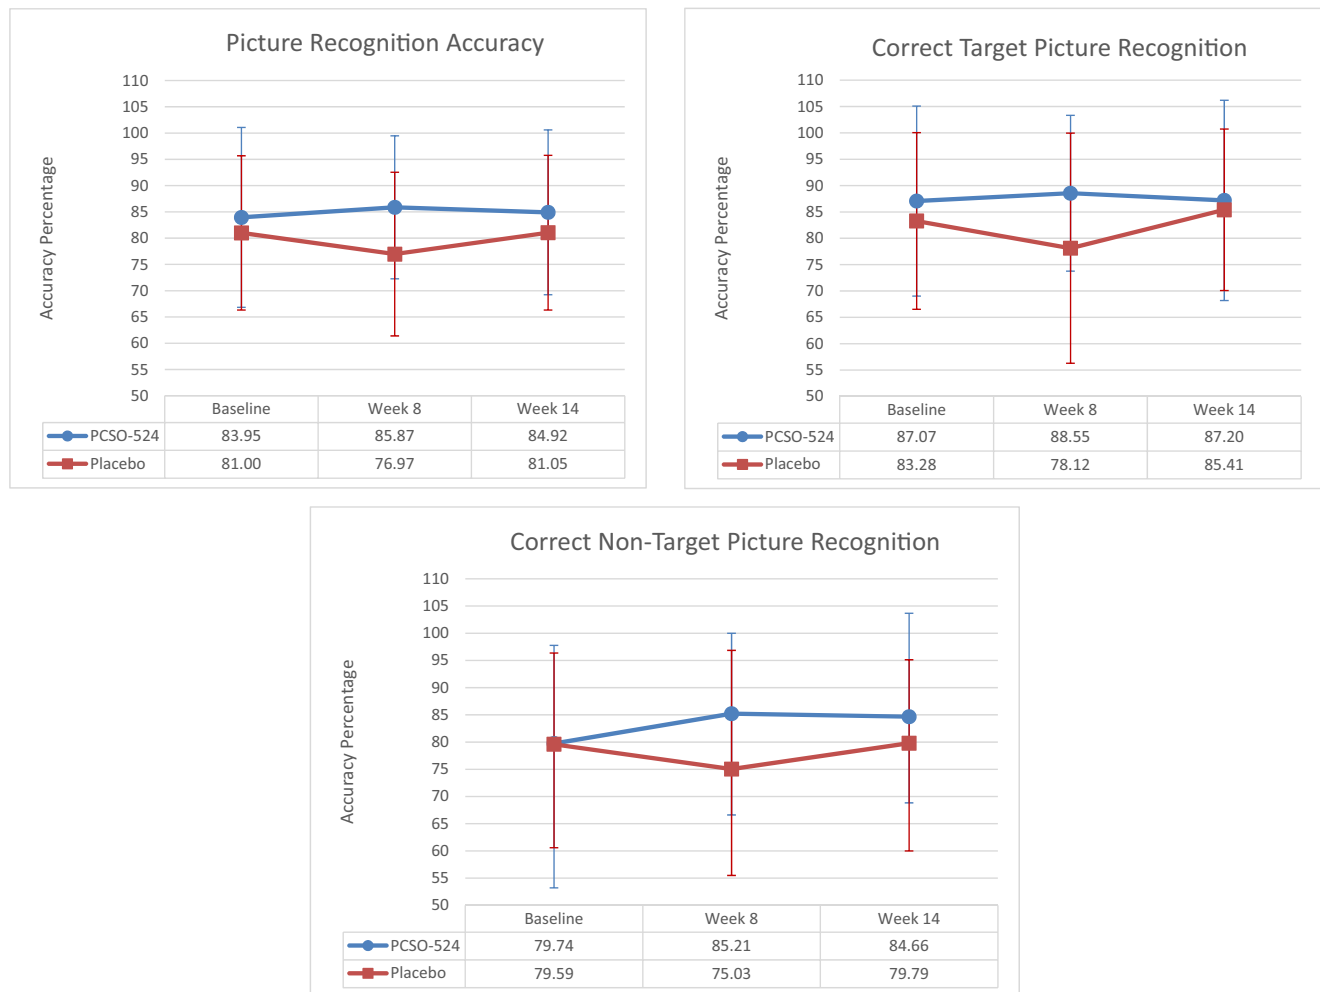 Picture Recognition Accuracy
110
105
100
95
90
85
80
75
70
65
60
55
50
Accuracy Percentage
Baseline Week 8 Week 14
PCSO-524 83.95 85.87 84.92
Placebo 81.00 76.97 81.05
Correct Target Picture Recognition
110
105
100
95
90
85
80
75
70
65
60
55
50
Accuracy Percentage
Baseline Week 8 Week 14
PCSO-524 87.07 88.55 87.20
Placebo 83.28 78.12 85.41
Correct Non-Target Picture Recognition
110
105
100
95
90
85
80
75
70
65
60
55
50
Accuracy Percentage
Baseline Week 8 Week 14
PCSO-524 79.74 85.21 84.66
Placebo 79.59 75.03 79.79